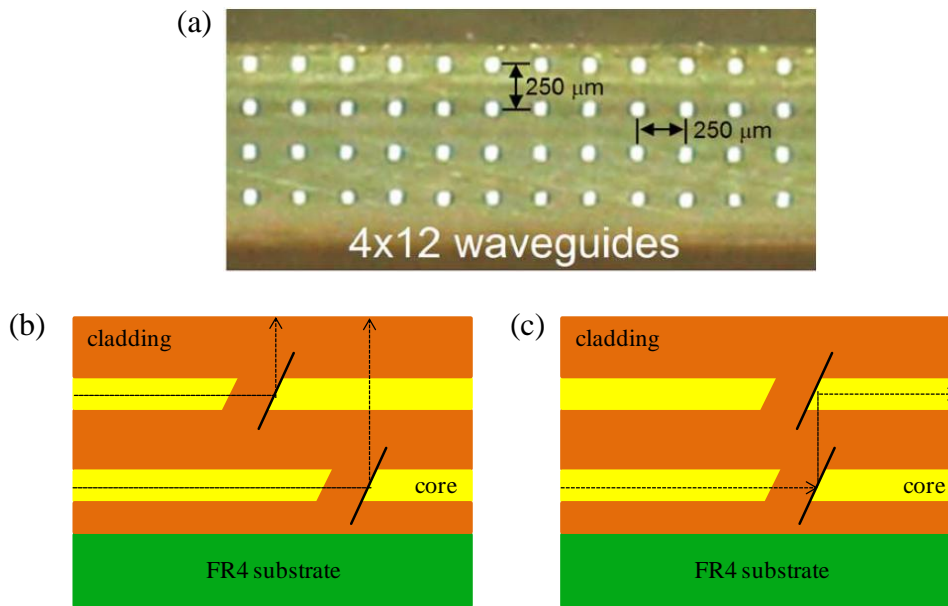 (a)
250 μm
250 μm
4x12 waveguides
(b)
cladding
core
FR4 substrate
(c)
cladding
core
FR4 substrate